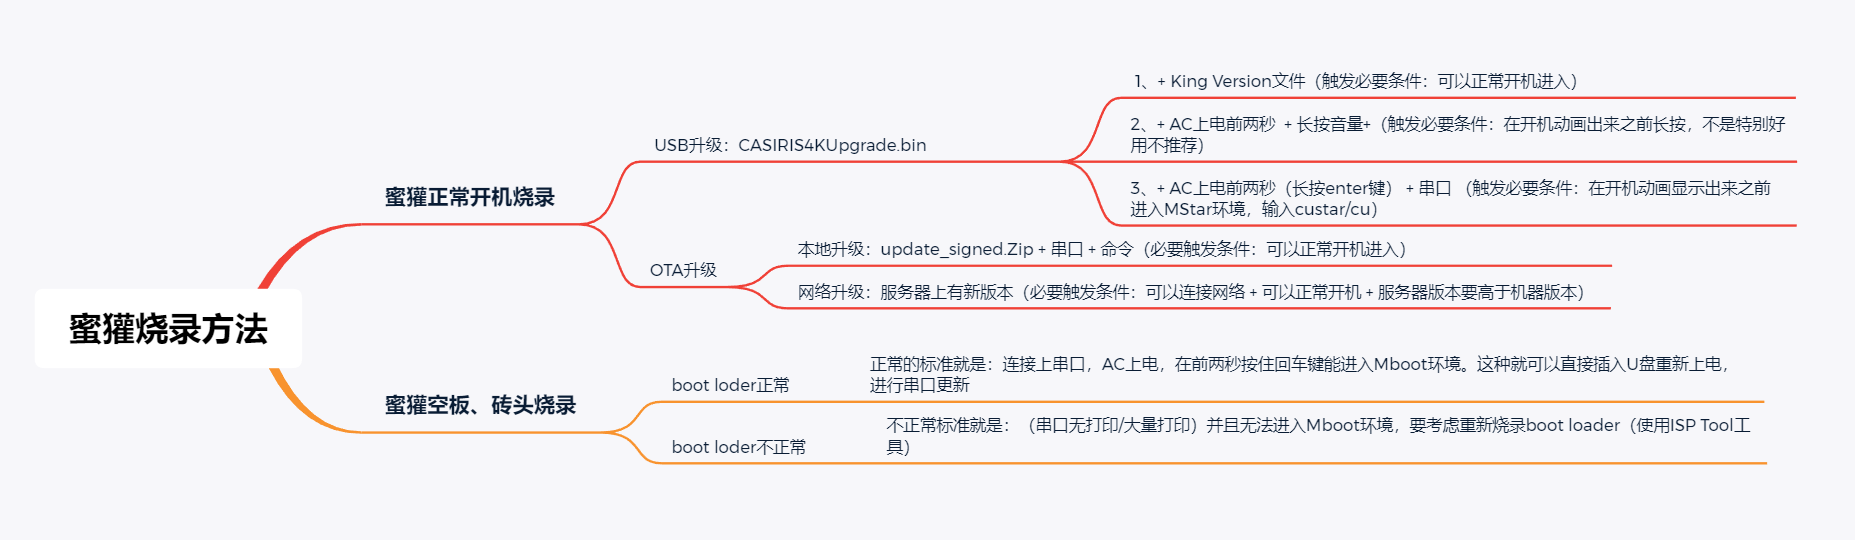 蜜獾烧录方法
蜜獾正常开机烧录
USB升级：CASIRIS4KUpgrade.bin
1、+ King Version文件（触发必要条件：可以正常开机进入）
2、+ AC上电前两秒 + 长按音量+（触发必要条件：在开机动画出来之前长按，不是特别好
用不推荐）
3、+ AC上电前两秒（长按enter键） + 串口 （触发必要条件：在开机动画显示出来之前
进入MStar环境，输入custar/cu）
OTA升级
本地升级：update_signed.Zip + 串口 + 命令（必要触发条件：可以正常开机进入）
网络升级：服务器上有新版本（必要触发条件：可以连接网络 + 可以正常开机 + 服务器版本要高于机器版本）
蜜獾空板、砖头烧录
boot loder正常
正常的标准就是：连接上串口，AC上电，在前两秒按住回车键能进入Mboot环境。这种就可以直接插入U盘重新上电，
进行串口更新
boot loder不正常
不正常标准就是：（串口无打印/大量打印）并且无法进入Mboot环境，要考虑重新烧录boot loader（使用ISP Tool工
具）